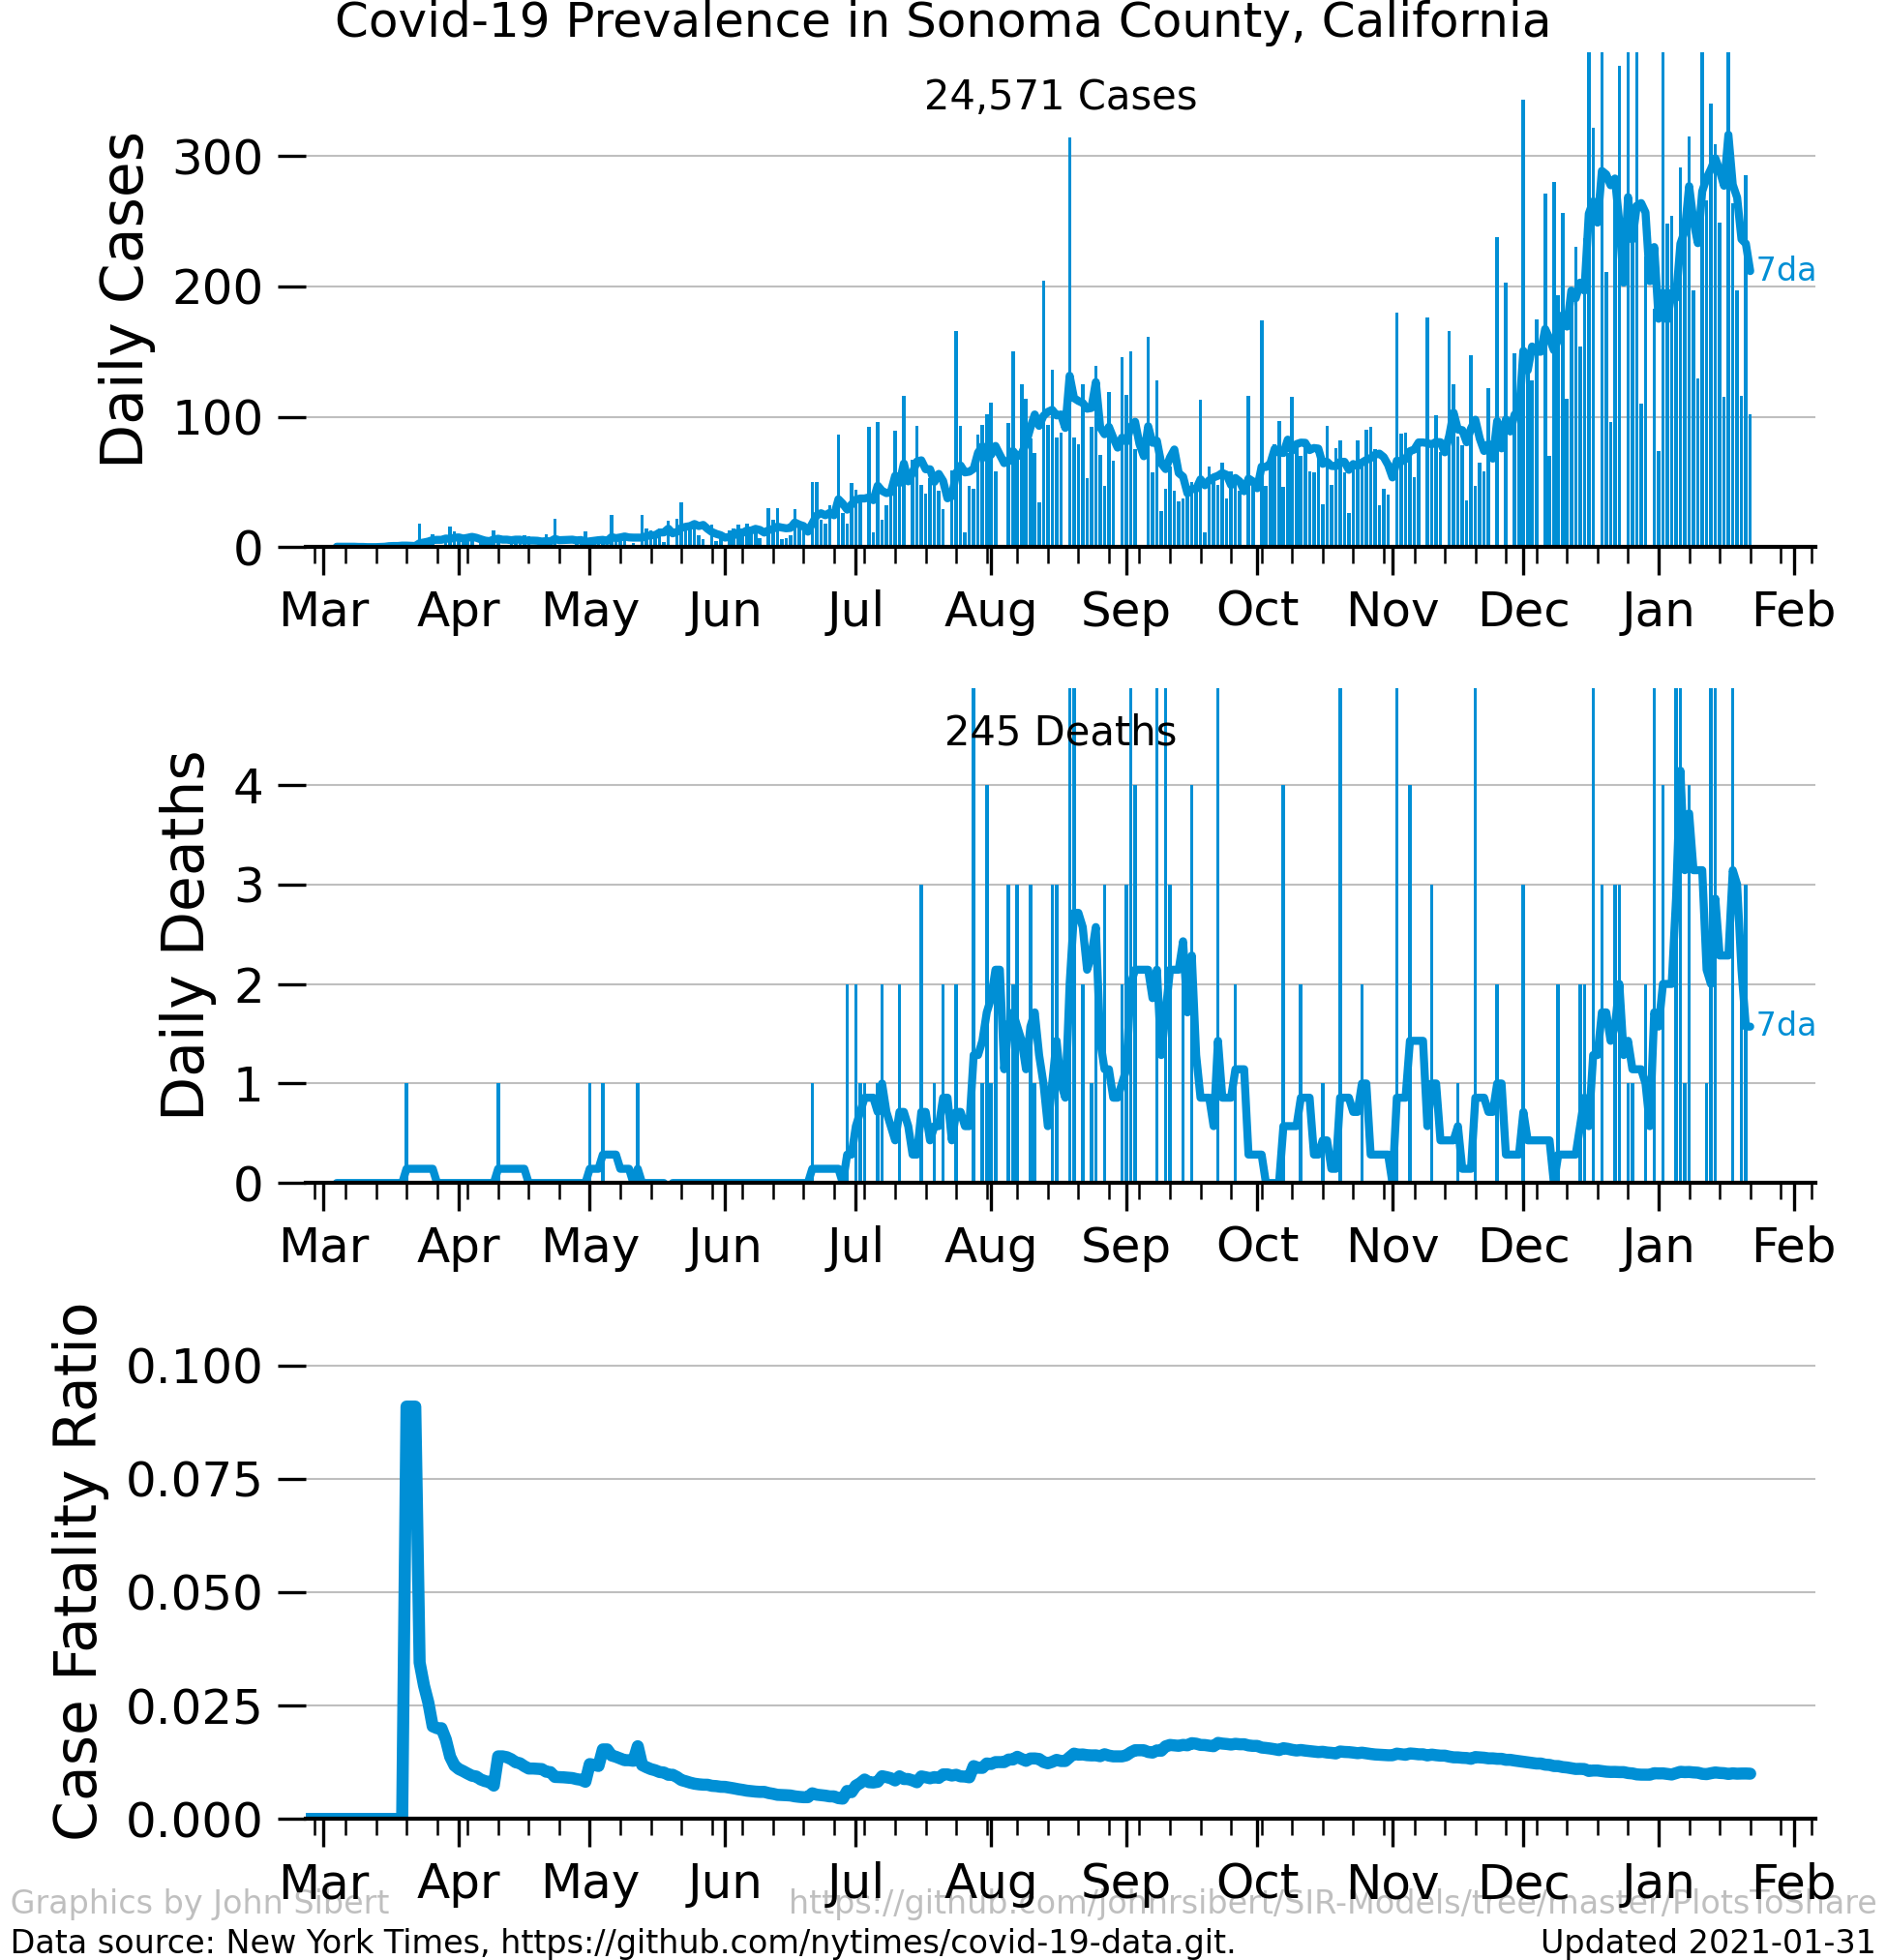 Covid-19 Prevalence in Sonoma County, California
24,571 Cases
Daily Cases
300
200
100
0
7da
Mar Apr May Jun Jul Aug Sep Oct Nov Dec Jan Feb
245 Deaths
Daily Deaths
4
3
2
1
0
7da
Mar Apr May Jun Jul Aug Sep Oct Nov Dec Jan Feb
Case Fatality Ratio
0.100
0.075
0.050
0.025
0.000
Mar Apr May Jun Jul Aug Sep Oct Nov Dec Jan Feb
Graphics by John Sibert https://github.com/johnrsibert/SIR-Models/tree/master/PlotsToShare
Data source: New York Times, https://github.com/nytimes/covid-19-data.git. Updated 2021-01-31